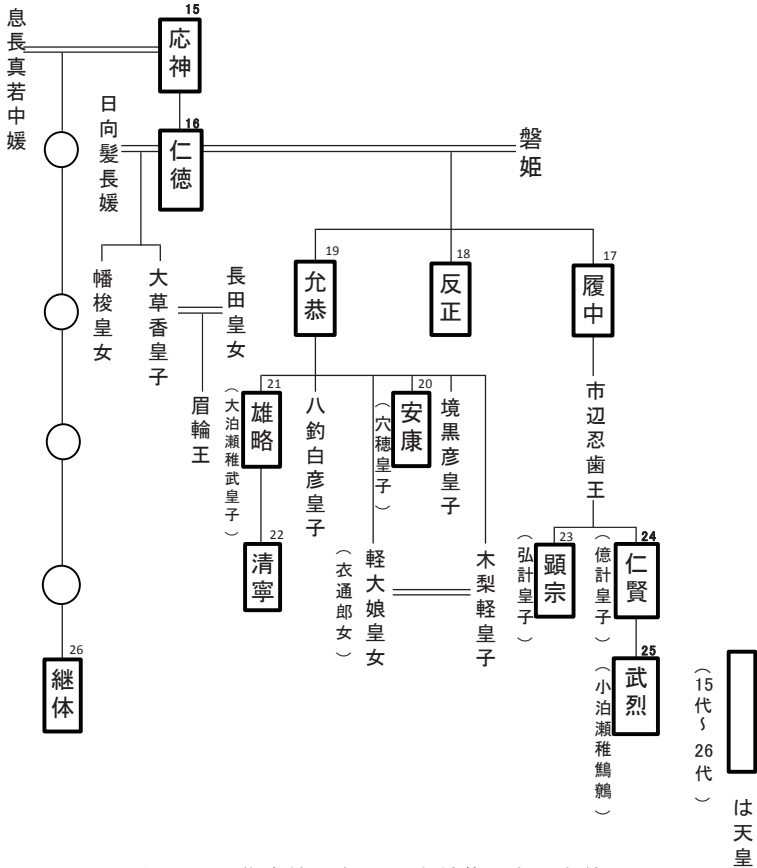 15
応神
息長真若中媛
16
仁徳
日向髪長媛
磐姫
17
履中
18
反正
19
允恭
長田皇女
大草香皇子
幡梭皇女
眉輪王
市辺忍歯王
木梨軽皇子
境黒彦皇子
20
安康
（穴穂皇子）
軽大娘皇女
（衣通郎女）
八釣白彦皇子
21
雄略
（大泊瀬稚武皇子）
22
清寧
23
顕宗
（弘計皇子）
24
仁賢
（億計皇子）
25
武烈
（小泊瀬稚鷦鷯）
26
継体
は天皇
（15代～26代）